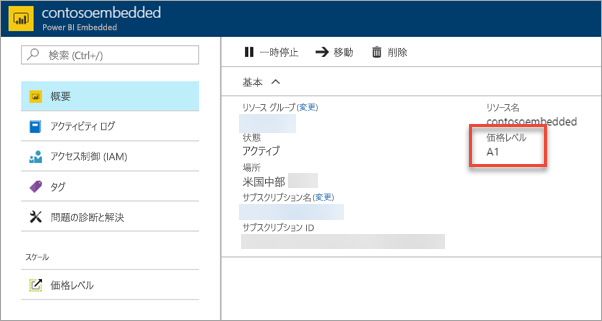 contosoembedded
Power BI Embedded
検索 (Ctrl+/)
概要
アクティビティ ログ
アクセス制御 (IAM)
タグ
問題の診断と解決
スケール
価格レベル
一時停止
移動
削除
基本
リソース グループ(変更)
状態
アクティブ
場所
米国中部
サブスクリプション名(変更)
サブスクリプション ID
リソース名
contosoembedded
価格レベル
A1